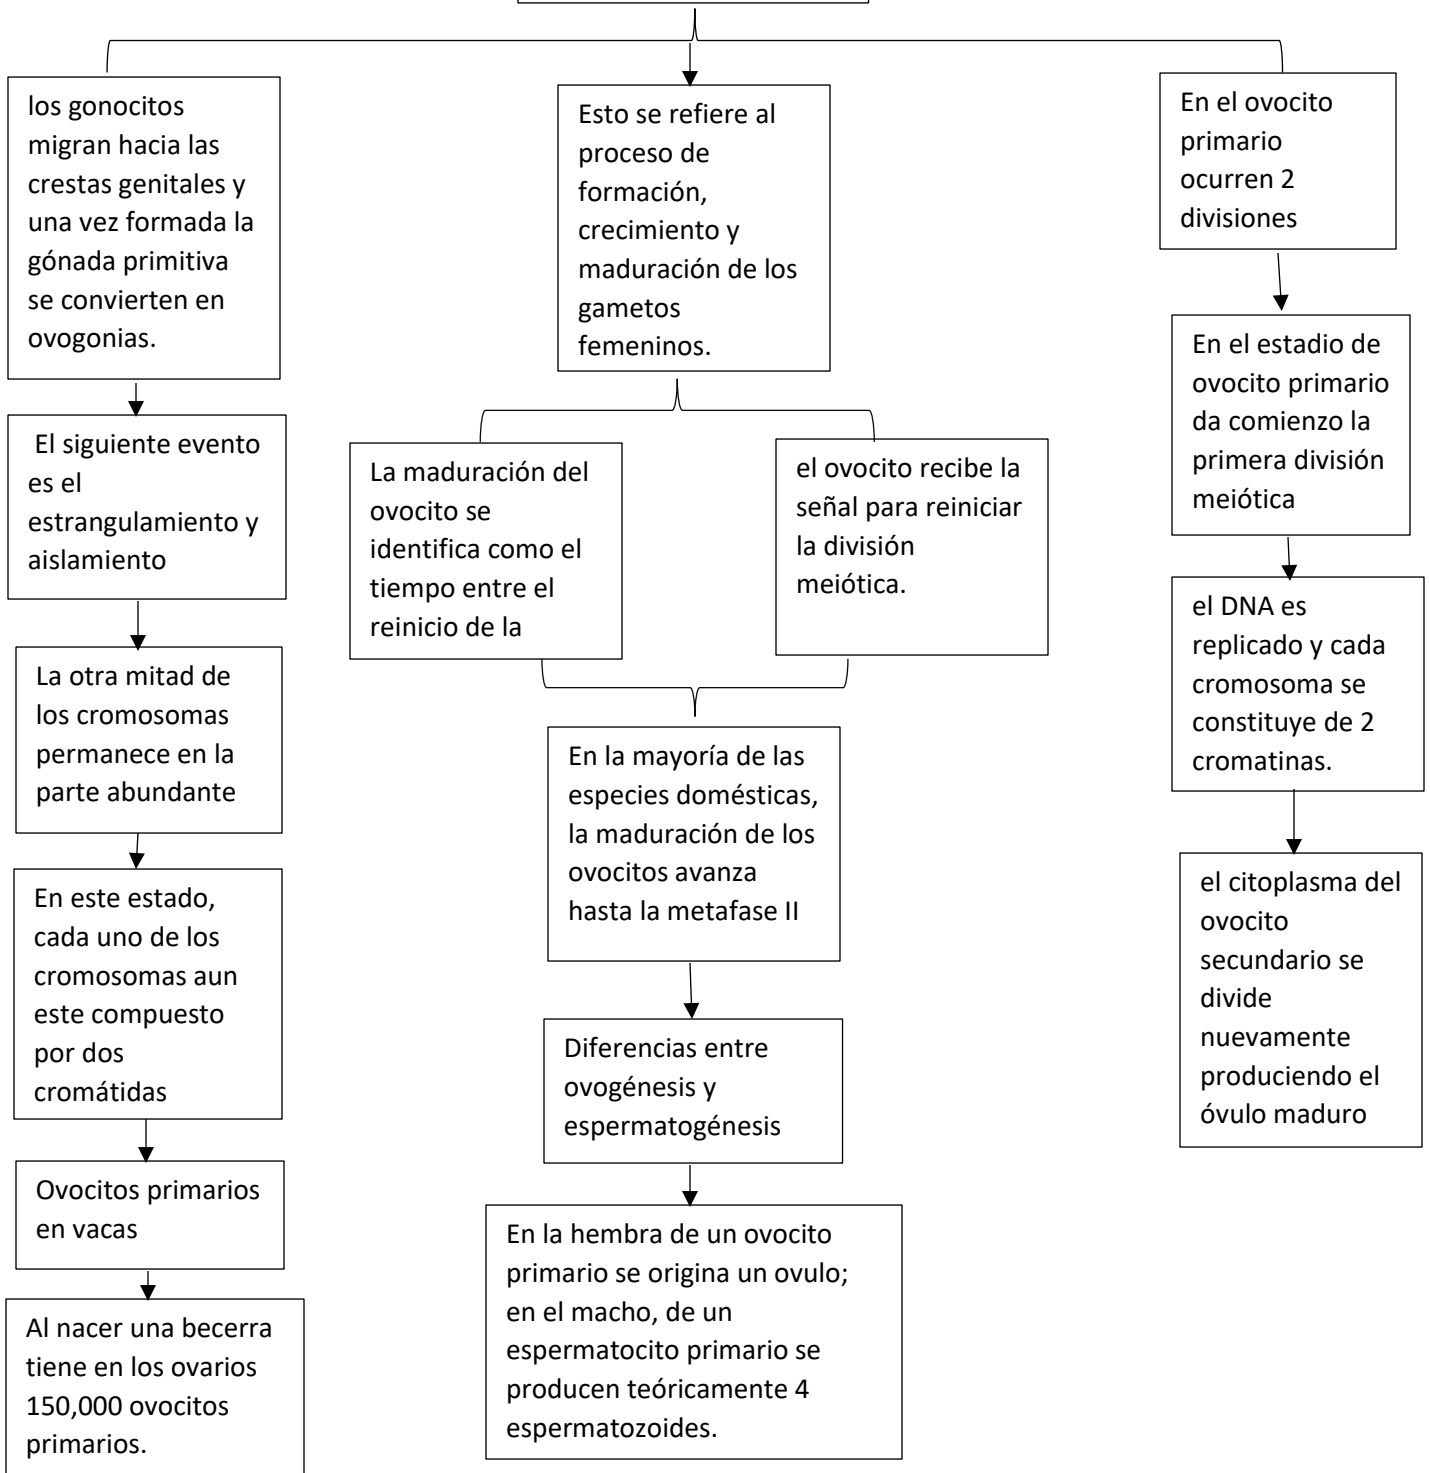 los gonocitos
migran hacia las
crestas genitales y
una vez formada la
gónada primitiva
se convierten en
ovogonias.
El siguiente evento
es el
estrangulamiento y
aislamiento
La otra mitad de
los cromosomas
permanece en la
parte abundante
En este estado,
cada uno de los
cromosomas aun
este compuesto
por dos
cromátidas
Ovocitos primarios
en vacas
Al nacer una becerra
tiene en los ovarios
150,000 ovocitos
primarios.
Esto se refiere al
proceso de
formación,
crecimiento y
maduración de los
gametos
femeninos.
La maduración del
ovocito se
identifica como el
tiempo entre el
reinicio de la
el ovocito recibe la
señal para reiniciar
la división
meiótica.
En la mayoría de las
especies domésticas,
la maduración de los
ovocitos avanza
hasta la metafase II
Diferencias entre
ovogénesis y
espermatogénesis
En la hembra de un ovocito
primario se origina un ovulo;
en el macho, de un
espermatocito primario se
producen teóricamente 4
espermatozoides.
En el ovocito
primario
ocurren 2
divisiones
En el estadio de
ovocito primario
da comienzo la
primera división
meiótica
el DNA es
replicado y cada
cromosoma se
constituye de 2
cromatinas.
el citoplasma del
ovocito
secundario se
divide
nuevamente
produciendo el
óvulo maduro